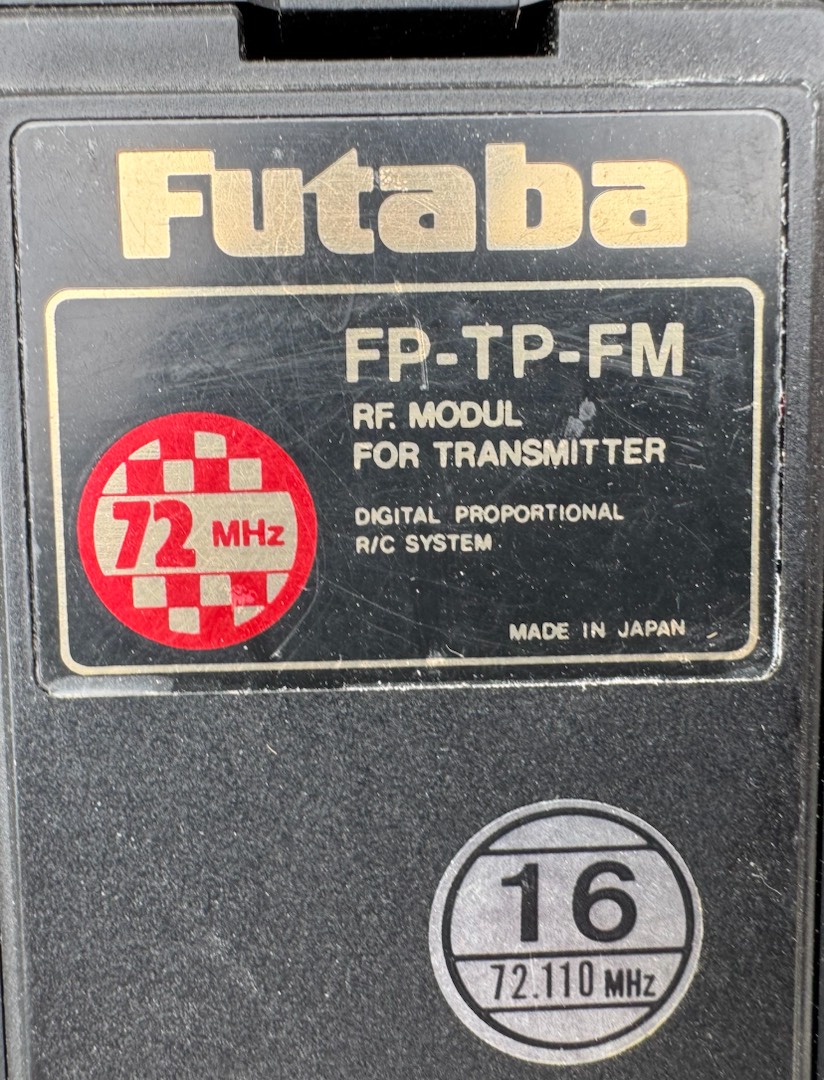 Futaba
FP-TP-FM
RF. MODUL
FOR TRANSMITTER
72 MHz
DIGITAL PROPORTIONAL
R/C SYSTEM
MADE IN JAPAN
16
72.110 MHz